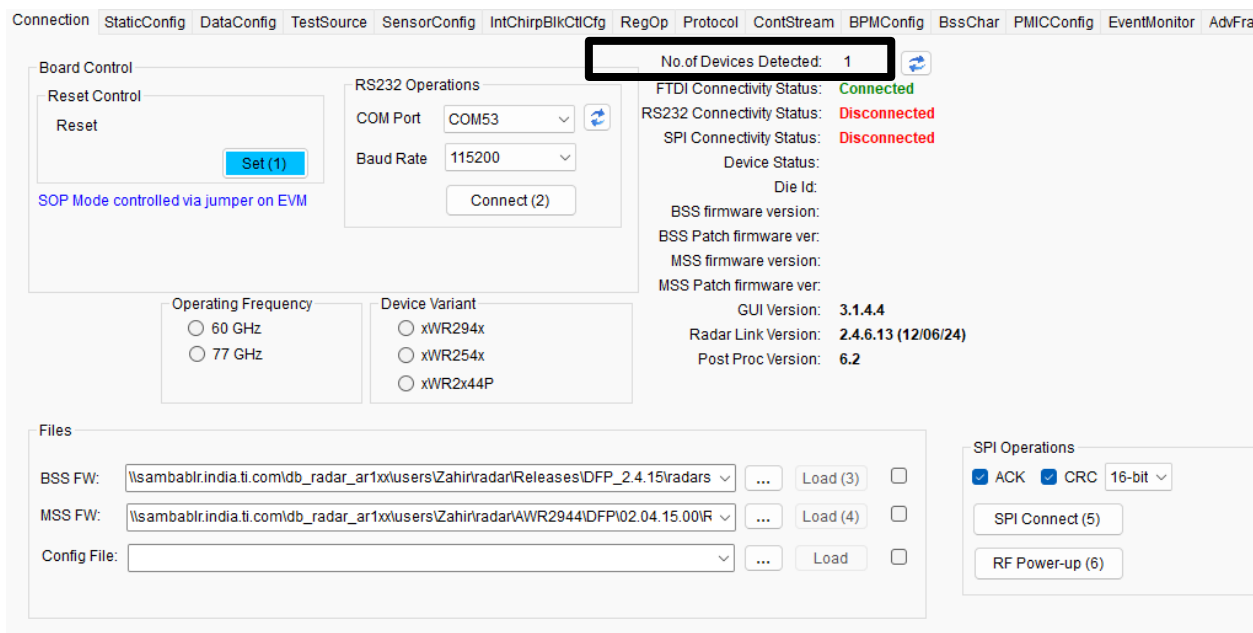 Connection StaticConfig DataConfig TestSource SensorConfig IntChirpBlkCtlCfg RegOp Protocol ContStream BPMConfig BssChar PMICConfig EventMonitor AdvFra
Board Control
Reset Control
Reset
Set (1)
SOP Mode controlled via jumper on EVM
RS232 Operations
COM Port COM53
Baud Rate 115200
Connect (2)
No.of Devices Detected: 1
FTDI Connectivity Status: Connected
RS232 Connectivity Status: Disconnected
SPI Connectivity Status: Disconnected
Device Status:
Die Id:
BSS firmware version:
BSS Patch firmware ver:
MSS firmware version:
MSS Patch firmware ver:
GUI Version: 3.1.4.4
Radar Link Version: 2.4.6.13 (12/06/24)
Post Proc Version: 6.2
Operating Frequency
60 GHz
77 GHz
Device Variant
xWR294x
xWR254x
xWR2x44P
Files
BSS FW: \\sambablr.india.ti.com\db_radar_ar1xx\users\Zahir\radar\Releases\DFP_2.4.15\radars ... Load (3)
MSS FW: \\sambablr.india.ti.com\db_radar_ar1xx\users\Zahir\radar\AWR2944\DFP\02.04.15.00\R ... Load (4)
Config File: ... Load
SPI Operations
ACK CRC 16-bit
SPI Connect (5)
RF Power-up (6)